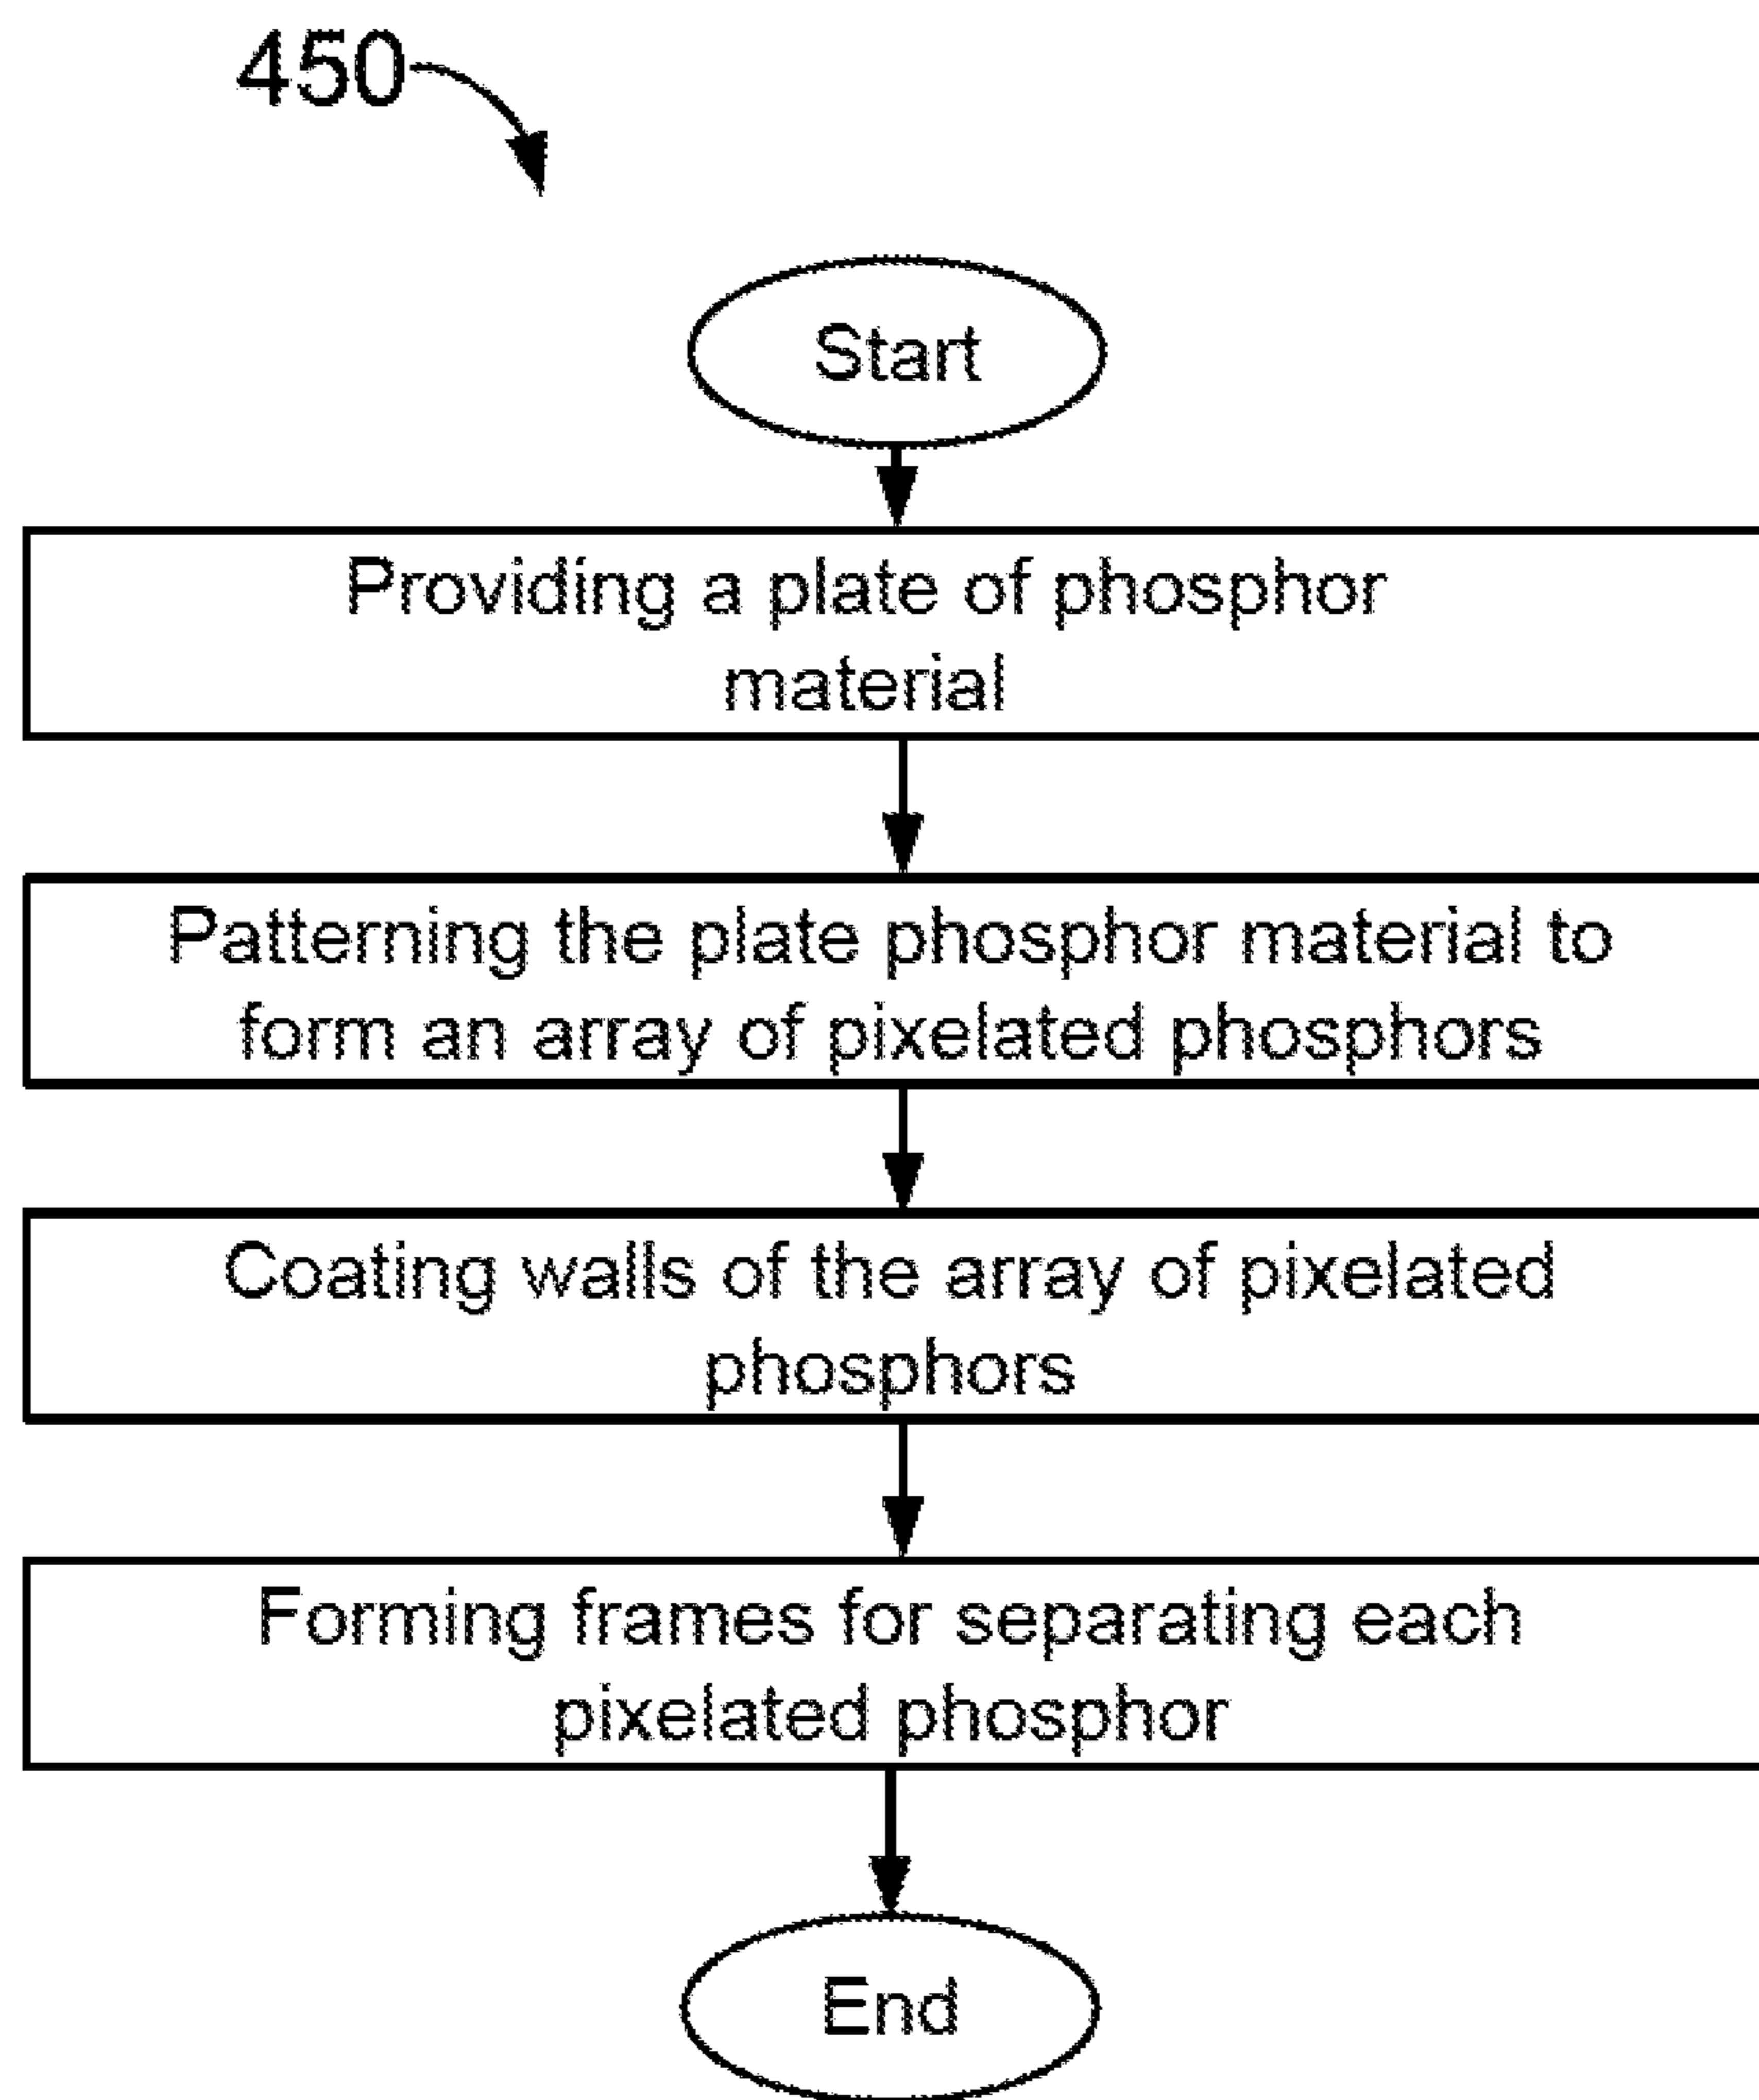 450
Start
Providing a plate of phosphor
material
Patterning the plate phosphor material to
form an array of pixelated phosphors
Coating walls of the array of pixelated
phosphors
Forming frames for separating each
pixelated phosphor
End